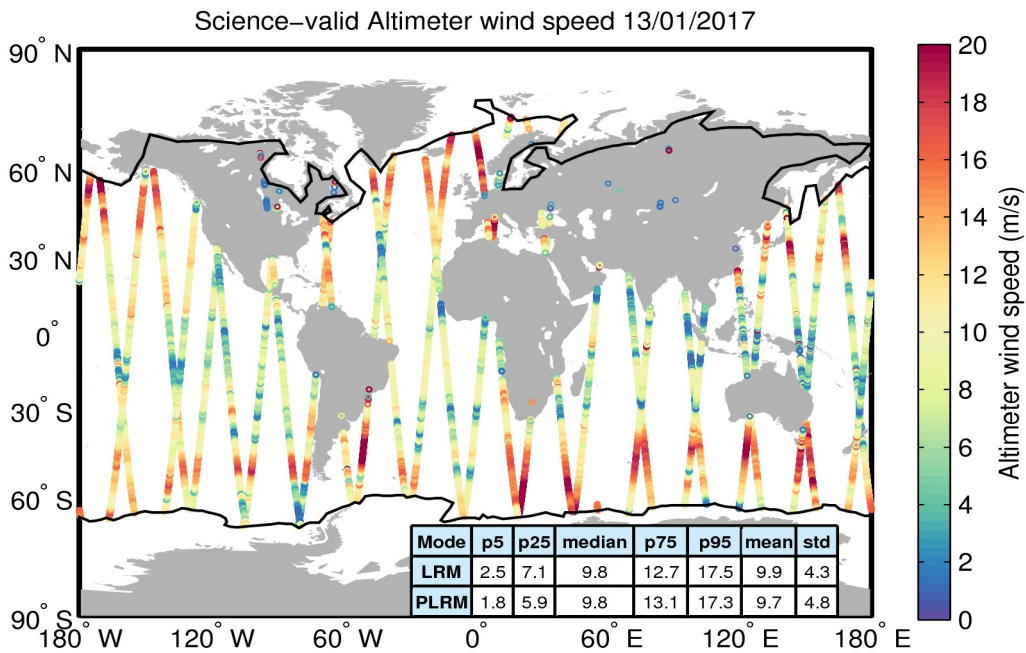 Science−valid Altimeter wind speed 13/01/2017
90° N
60° N
30° N
0°
30° S
60° S
90° S
180° W
120° W
60° W
0°
60° E
120° E
180° E
Mode p5 p25 median p75 p95 mean std
LRM 2.5 7.1 9.8 12.7 17.5 9.9 4.3
PLRM 1.8 5.9 9.8 13.1 17.3 9.7 4.8
20
18
16
14
12
10
8
6
4
2
0
Altimeter wind speed (m/s)